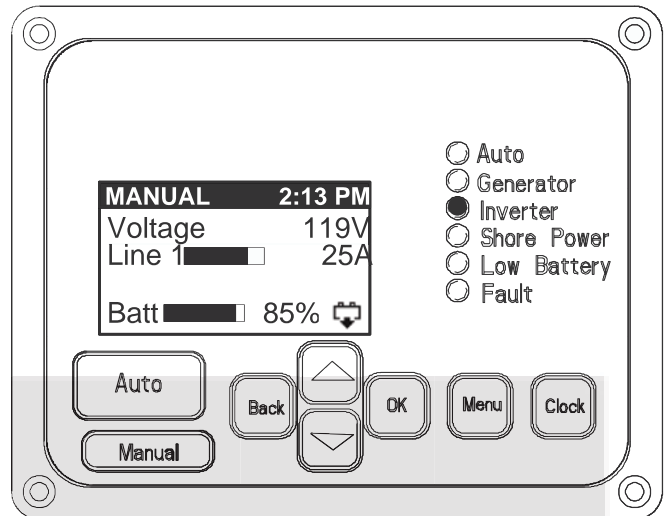 MANUAL 2:13 PM
Voltage 119V
Line 1 25A
Batt 85%
Auto
Generator
Inverter
Shore Power
Low Battery
Fault
Auto
Manual
Back
OK
Menu
Clock